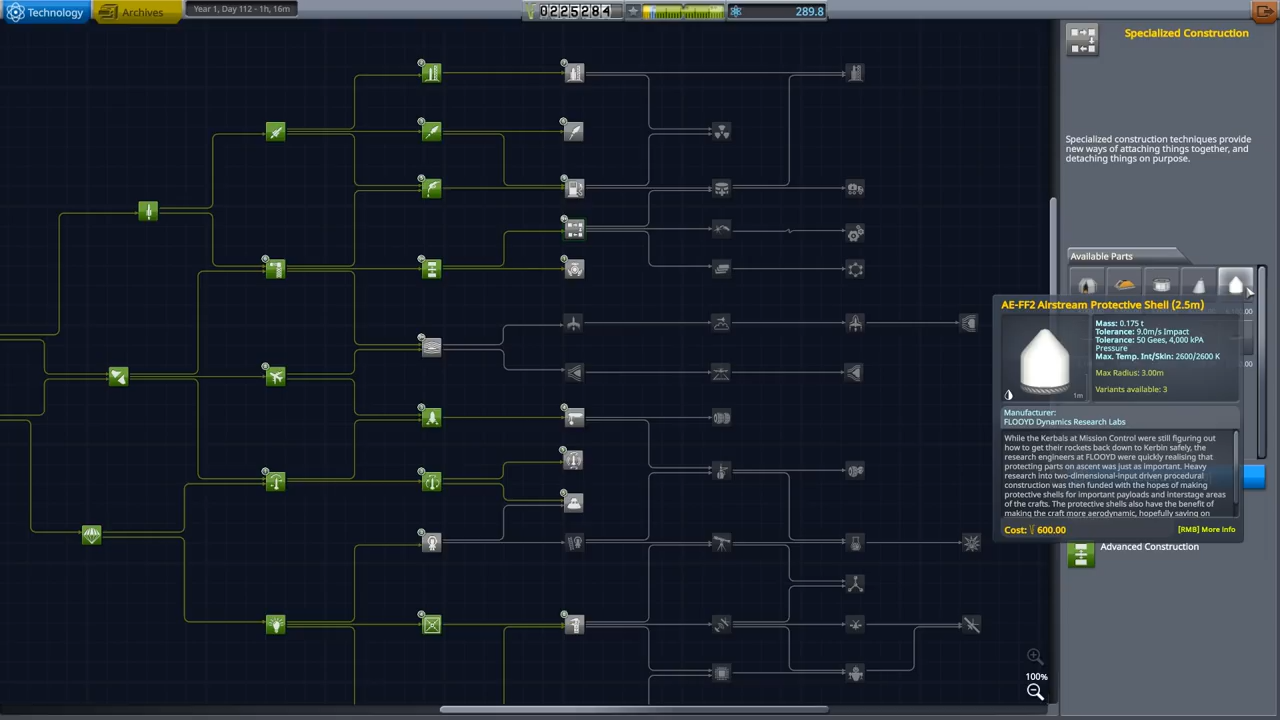 Technology
Archives
Year 1, Day 112 - 1h, 16m
0225284
289.8
Specialized Construction
Specialized construction techniques provide
new ways of attaching things together, and
detaching things on purpose.
Available Parts
AE-FF2 Airstream Protective Shell (2.5m)
Mass: 0.175 t
Tolerance: 9.0m/s Impact
Tolerance: 50 Gees, 4,000 kPA
Pressure
Max. Temp. Int/Skin: 2600/2600 K
Max Radius: 3.00m
Variants available: 3
1m
Manufacturer:
FLOOYD Dynamics Research Labs
While the Kerbals at Mission Control were still figuring out
how to get their rockets back down to Kerbin safely, the
research engineers at FLOOYD were quickly realising that
protecting parts on ascent was just as important. Heavy
research into two-dimensional-input driven procedural
construction was then funded with the hopes of making
protective shells for important payloads and interstage areas
of the crafts. The protective shells also have the benefit of
making the craft more aerodynamic, hopefully saving on
Cost: 600.00
[RMB] More Info
Advanced Construction
100%